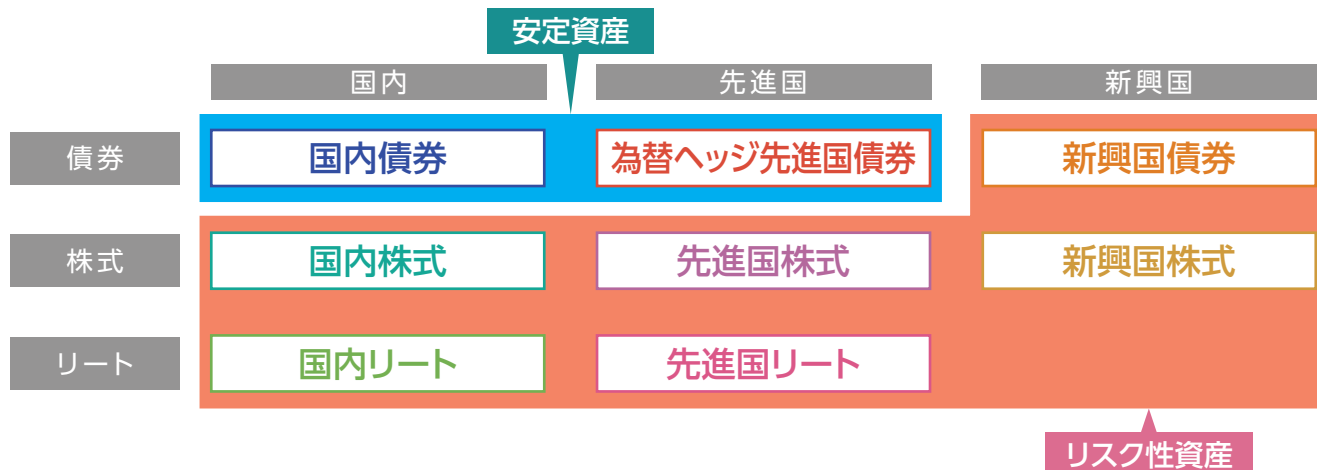 安定資産
国内
先進国
新興国
債券
国内債券
為替ヘッジ先進国債券
新興国債券
株式
国内株式
先進国株式
新興国株式
リート
国内リート
先進国リート
リスク性資産